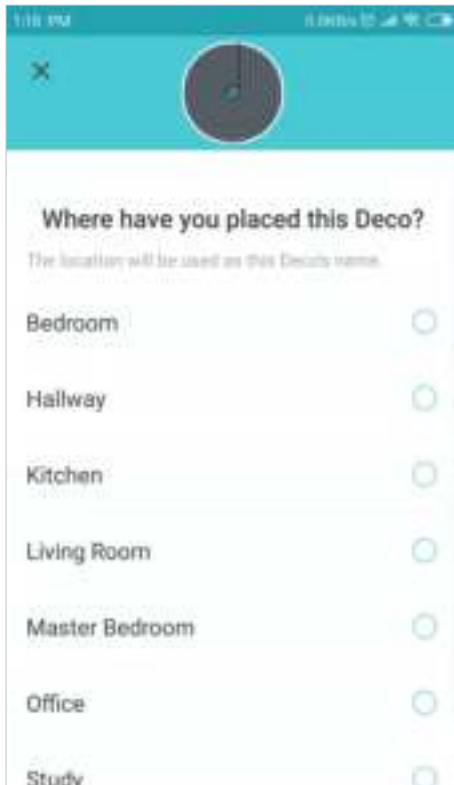 Where have you placed this Deco?
The location will be used as this Deco's name.
Bedroom
Hallway
Kitchen
Living Room
Master Bedroom
Office
Study